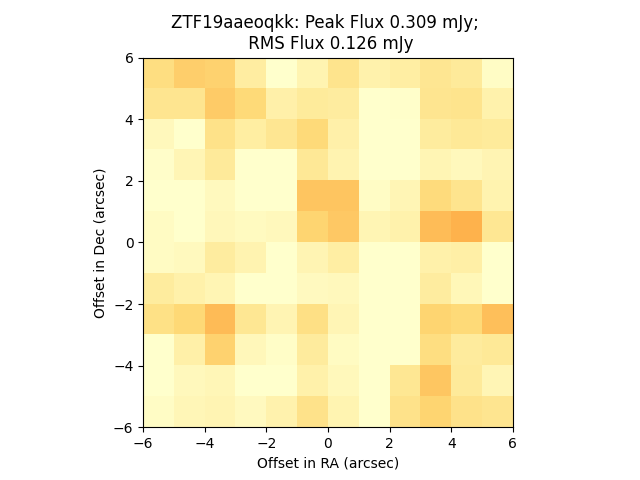 ZTF19aaeoqkk: Peak Flux 0.309 mJy;
RMS Flux 0.126 mJy
6
4
2
0
−2
−4
−6
Offset in Dec (arcsec)
−6 −4 −2 0 2 4 6
Offset in RA (arcsec)